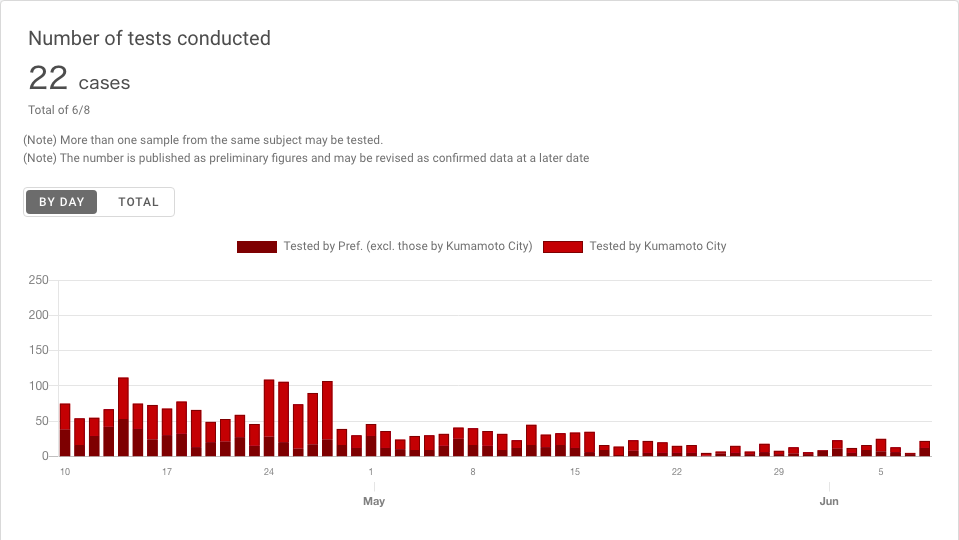 Number of tests conducted
22 cases
Total of 6/8
(Note) More than one sample from the same subject may be tested.
(Note) The number is published as preliminary figures and may be revised as confirmed data at a later date
BY DAY TOTAL
Tested by Pref. (excl. those by Kumamoto City) Tested by Kumamoto City
250
200
150
100
50
0
10 17 24 1 8 15 22 29 5
May Jun